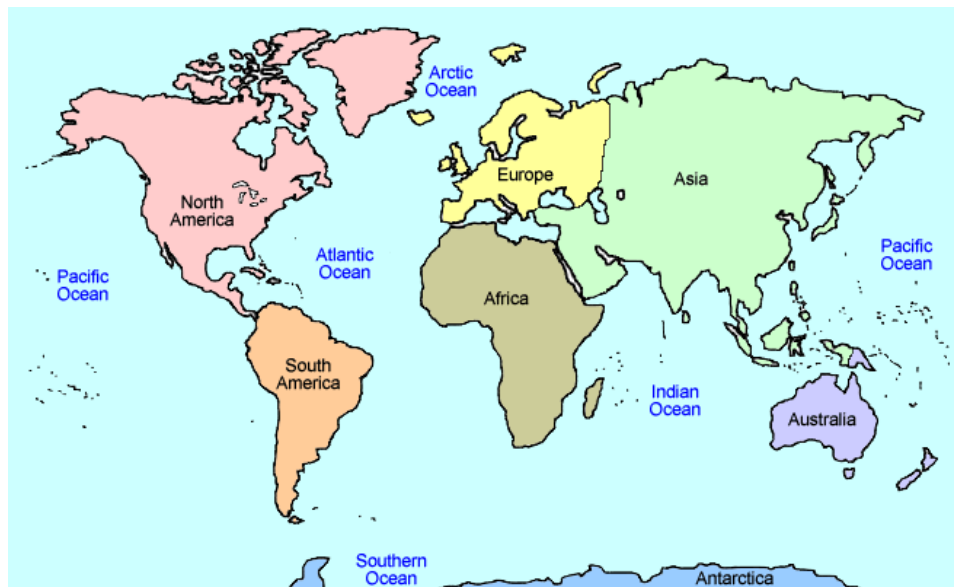 Arctic
Ocean
Europe
Asia
North
America
Atlantic
Ocean
Pacific
Ocean
Pacific
Ocean
Africa
South
America
Indian
Ocean
Australia
Southern
Ocean
Antarctica